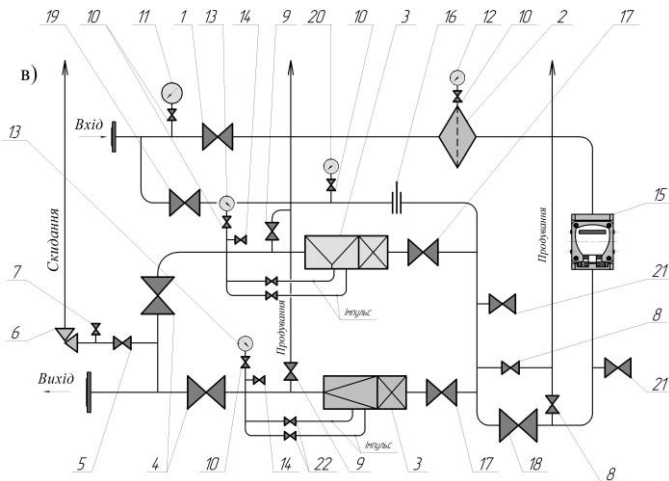 19 10 11 1 13 14 9 20 3 10 16 12 10 2 17
в)
13
Вхід
15
Скидання
Продування
7
Імпульс
21
6
Продування
8
Вихід
21
Імпульс
5 4 10 14 22 9 3 17 18 8